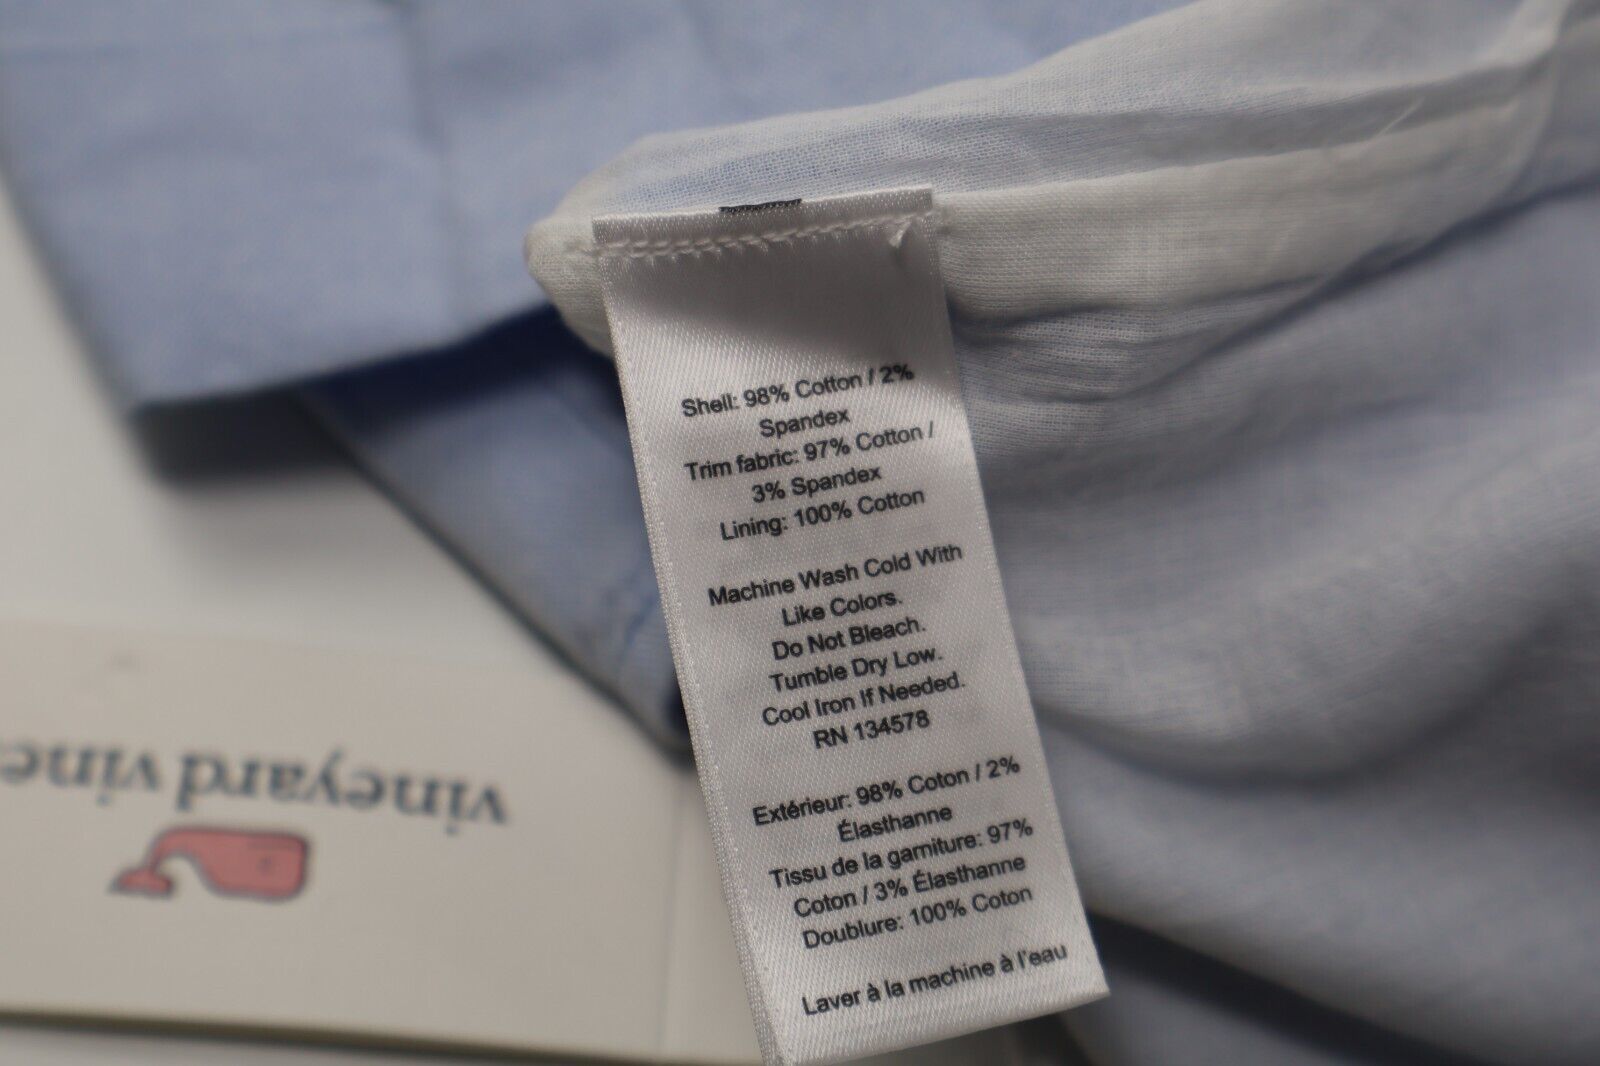 Shell: 98% Cotton / 2%
Spandex
Trim fabric: 97% Cotton /
3% Spandex
Lining: 100% Cotton
Machine Wash Cold With
Like Colors.
Do Not Bleach.
Tumble Dry Low.
Cool Iron If Needed.
RN 134578
Extérieur: 98% Coton / 2%
Élasthanne
Tissu de la garniture: 97%
Coton / 3% Élasthanne
Doublure: 100% Coton
Laver à la machine à l'eau
vineyard vine